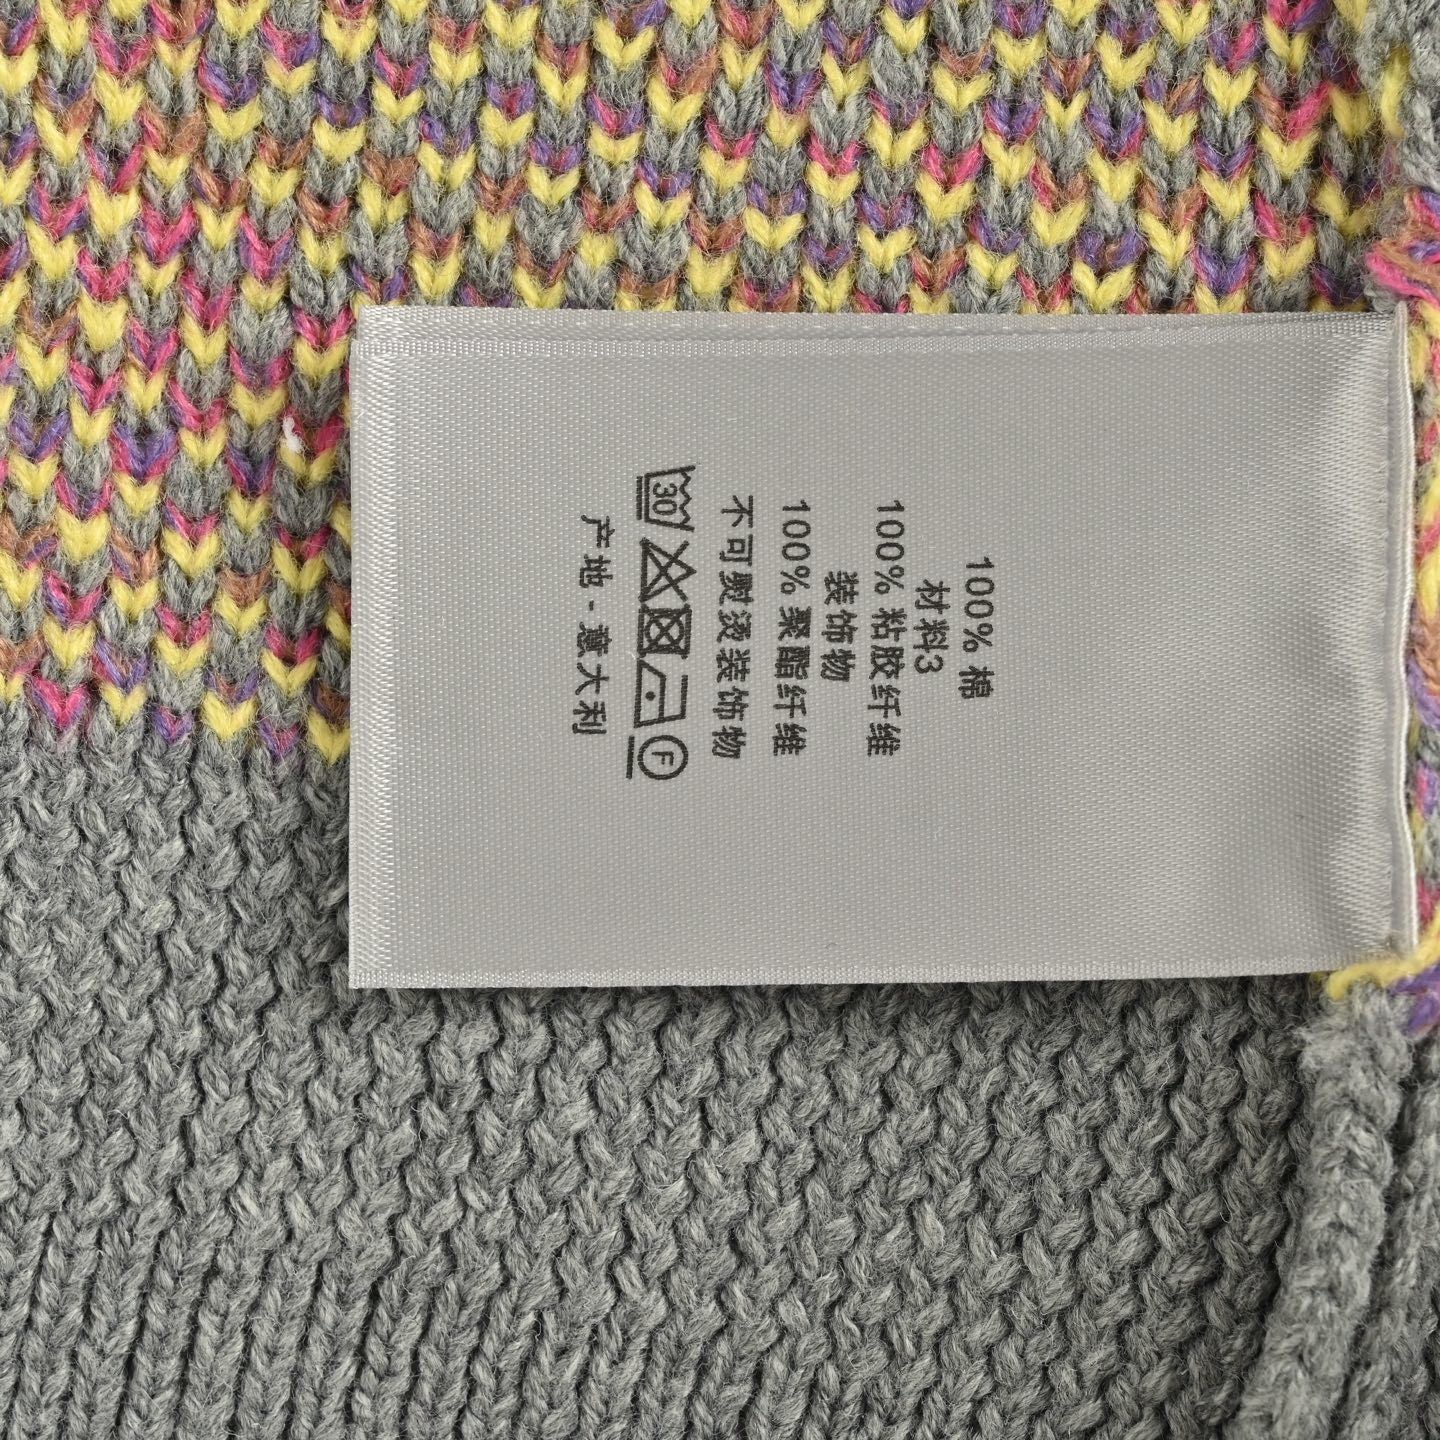 100% 棉
材料3
100% 粘胶纤维
装饰物
100% 聚酯纤维
不可熨烫装饰物
30 F
产地 - 意大利